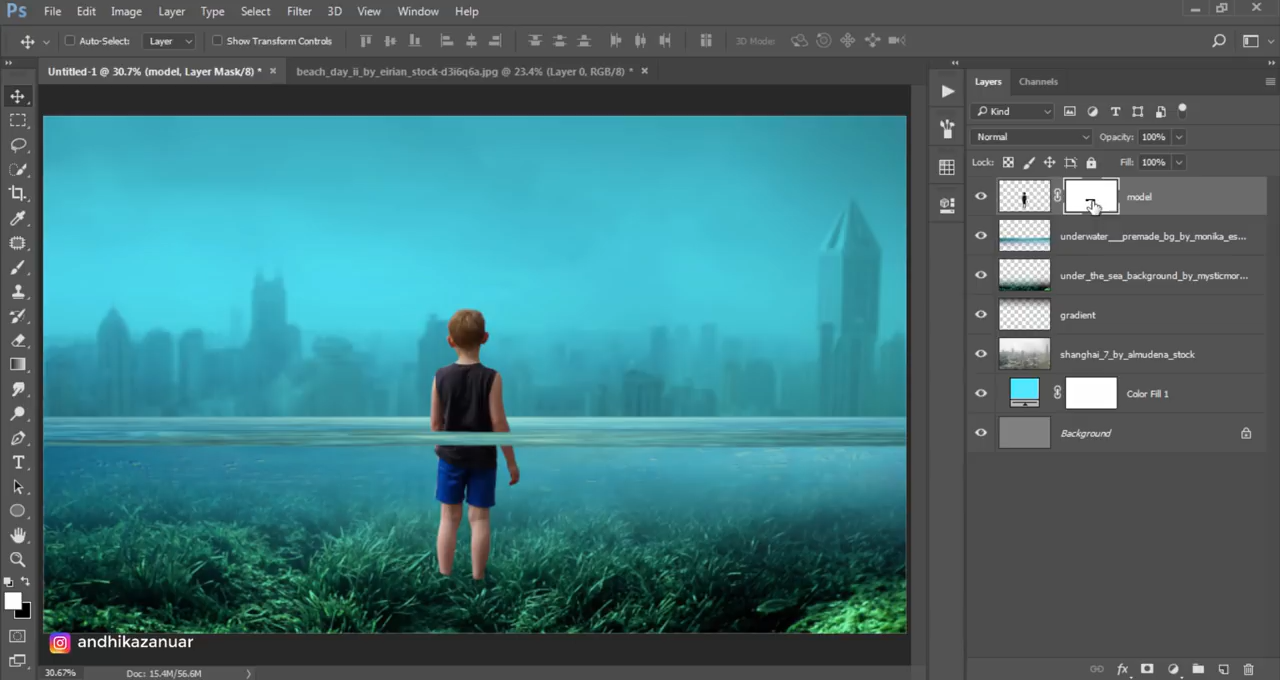 Ps File Edit Image Layer Type Select Filter 3D View Window Help
Auto-Select: Layer Show Transform Controls 3D Mode:
Untitled-1 @ 30.7% (model, Layer Mask/8) * × beach_day_ii_by_eirian_stock-d3i6q6a.jpg @ 23.4% (Layer 0, RGB/8) * ×
Layers Channels
Kind
Normal Opacity: 100%
Lock: Fill: 100%
model
underwater___premade_bg_by_monika_es...
under_the_sea_background_by_mysticmor...
gradient
shanghai_7_by_almudena_stock
Color Fill 1
Background
andhikazanuar
30.67% Doc: 15.4M/56.6M